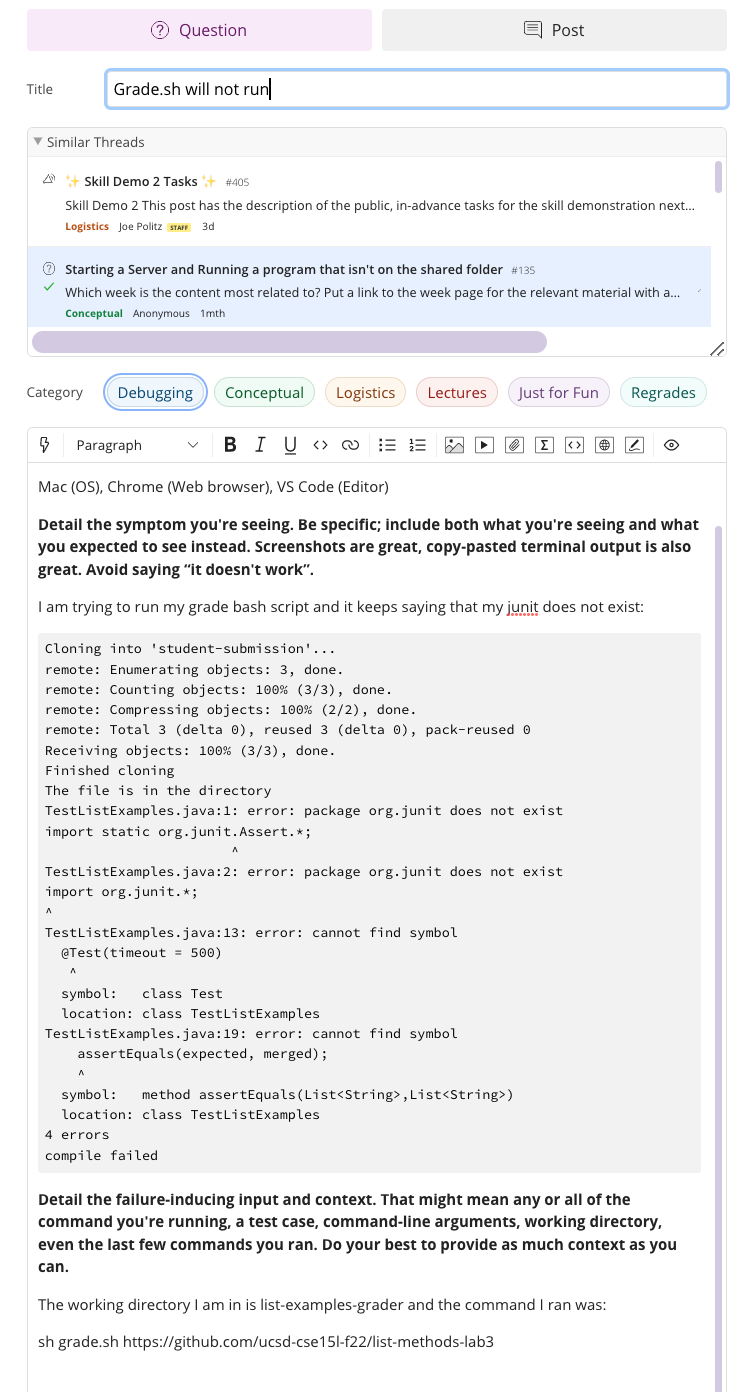 Question
Post
Title
Grade.sh will not run
Similar Threads
✨ Skill Demo 2 Tasks ✨ #405
Skill Demo 2 This post has the description of the public, in-advance tasks for the skill demonstration next...
Logistics Joe Politz STAFF 3d
Starting a Server and Running a program that isn't on the shared folder #135
Which week is the content most related to? Put a link to the week page for the relevant material with a...
Conceptual Anonymous 1mth
Category Debugging Conceptual Logistics Lectures Just for Fun Regrades
Paragraph B I U
Mac (OS), Chrome (Web browser), VS Code (Editor)
Detail the symptom you're seeing. Be specific; include both what you're seeing and what
you expected to see instead. Screenshots are great, copy-pasted terminal output is also
great. Avoid saying “it doesn't work”.
I am trying to run my grade bash script and it keeps saying that my junit does not exist:
Cloning into 'student-submission'...
remote: Enumerating objects: 3, done.
remote: Counting objects: 100% (3/3), done.
remote: Compressing objects: 100% (2/2), done.
remote: Total 3 (delta 0), reused 3 (delta 0), pack-reused 0
Receiving objects: 100% (3/3), done.
Finished cloning
The file is in the directory
TestListExamples.java:1: error: package org.junit does not exist
import static org.junit.Assert.*;
^
TestListExamples.java:2: error: package org.junit does not exist
import org.junit.*;
^
TestListExamples.java:13: error: cannot find symbol
@Test(timeout = 500)
^
symbol:   class Test
location: class TestListExamples
TestListExamples.java:19: error: cannot find symbol
assertEquals(expected, merged);
^
symbol:   method assertEquals(List<String>,List<String>)
location: class TestListExamples
4 errors
compile failed
Detail the failure-inducing input and context. That might mean any or all of the
command you're running, a test case, command-line arguments, working directory,
even the last few commands you ran. Do your best to provide as much context as you
can.
The working directory I am in is list-examples-grader and the command I ran was:
sh grade.sh https://github.com/ucsd-cse15l-f22/list-methods-lab3